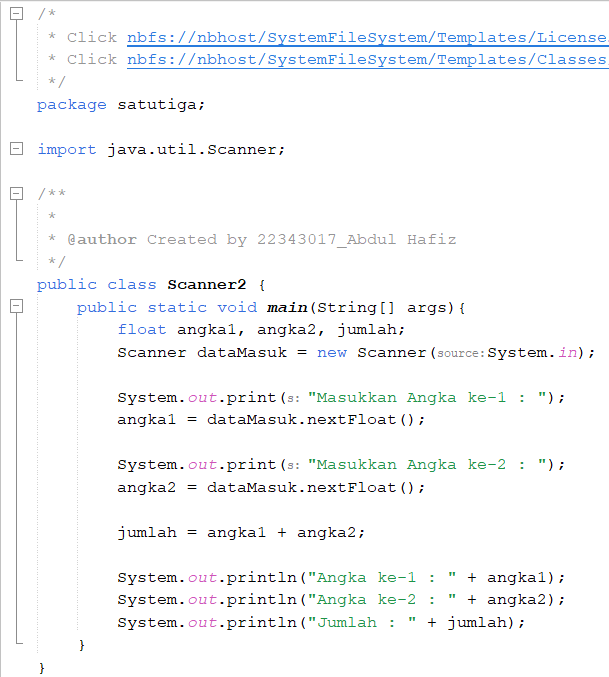 /*
 * Click nbfs://nbhost/SystemFileSystem/Templates/License
 * Click nbfs://nbhost/SystemFileSystem/Templates/Classes
 */
package satutiga;
import java.util.Scanner;
/**
 *
 * @author Created by 22343017_Abdul Hafiz
 */
public class Scanner2 {
    public static void main(String[] args){
        float angka1, angka2, jumlah;
        Scanner dataMasuk = new Scanner(source:System.in);
        System.out.print(s: "Masukkan Angka ke-1 : ");
        angka1 = dataMasuk.nextFloat();
        System.out.print(s: "Masukkan Angka ke-2 : ");
        angka2 = dataMasuk.nextFloat();
        jumlah = angka1 + angka2;
        System.out.println("Angka ke-1 : " + angka1);
        System.out.println("Angka ke-2 : " + angka2);
        System.out.println("Jumlah : " + jumlah);
    }
}